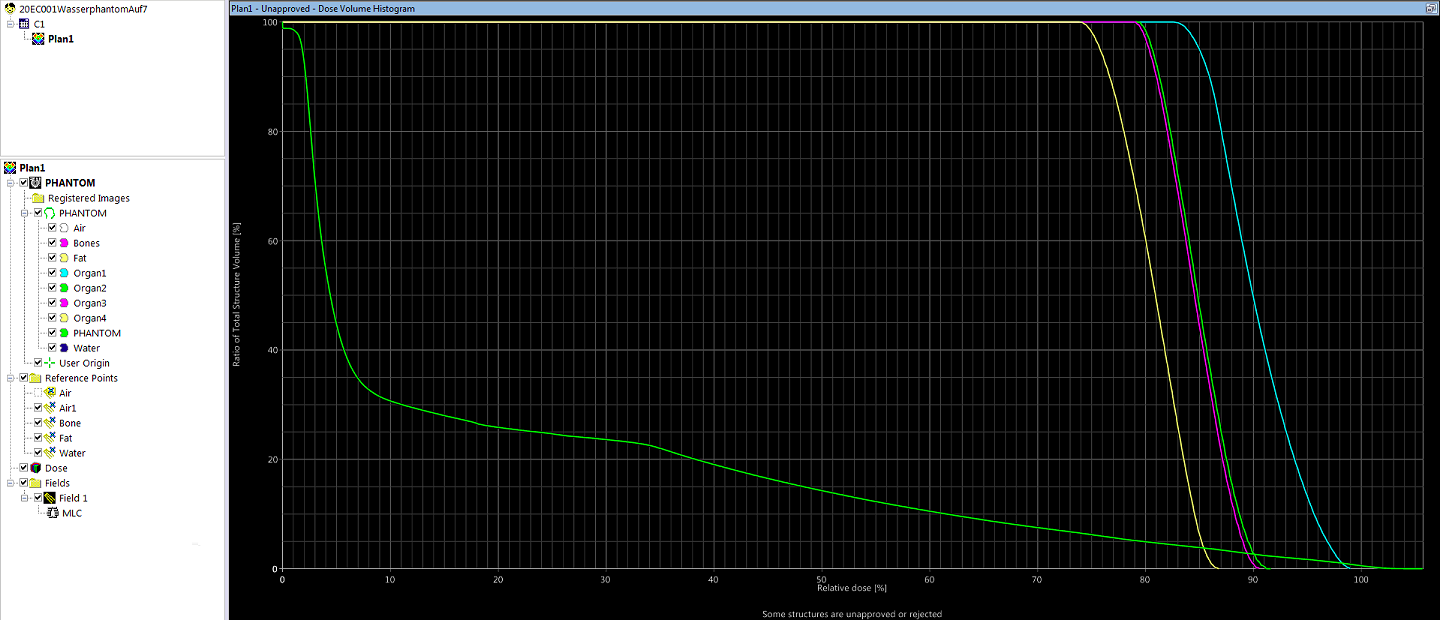 20EC001WasserphantomAuf7
C1
Plan1
Plan1
PHANTOM
Registered Images
PHANTOM
Air
Bones
Fat
Organ1
Organ2
Organ3
Organ4
PHANTOM
Water
User Origin
Reference Points
Air
Air1
Bone
Fat
Water
Dose
Fields
Field 1
MLC
Plan1 - Unapproved - Dose Volume Histogram
Ratio of Total Structure Volume [%]
100
80
60
40
20
0
0 10 20 30 40 50 60 70 80 90 100
Relative dose [%]
Some structures are unapproved or rejected